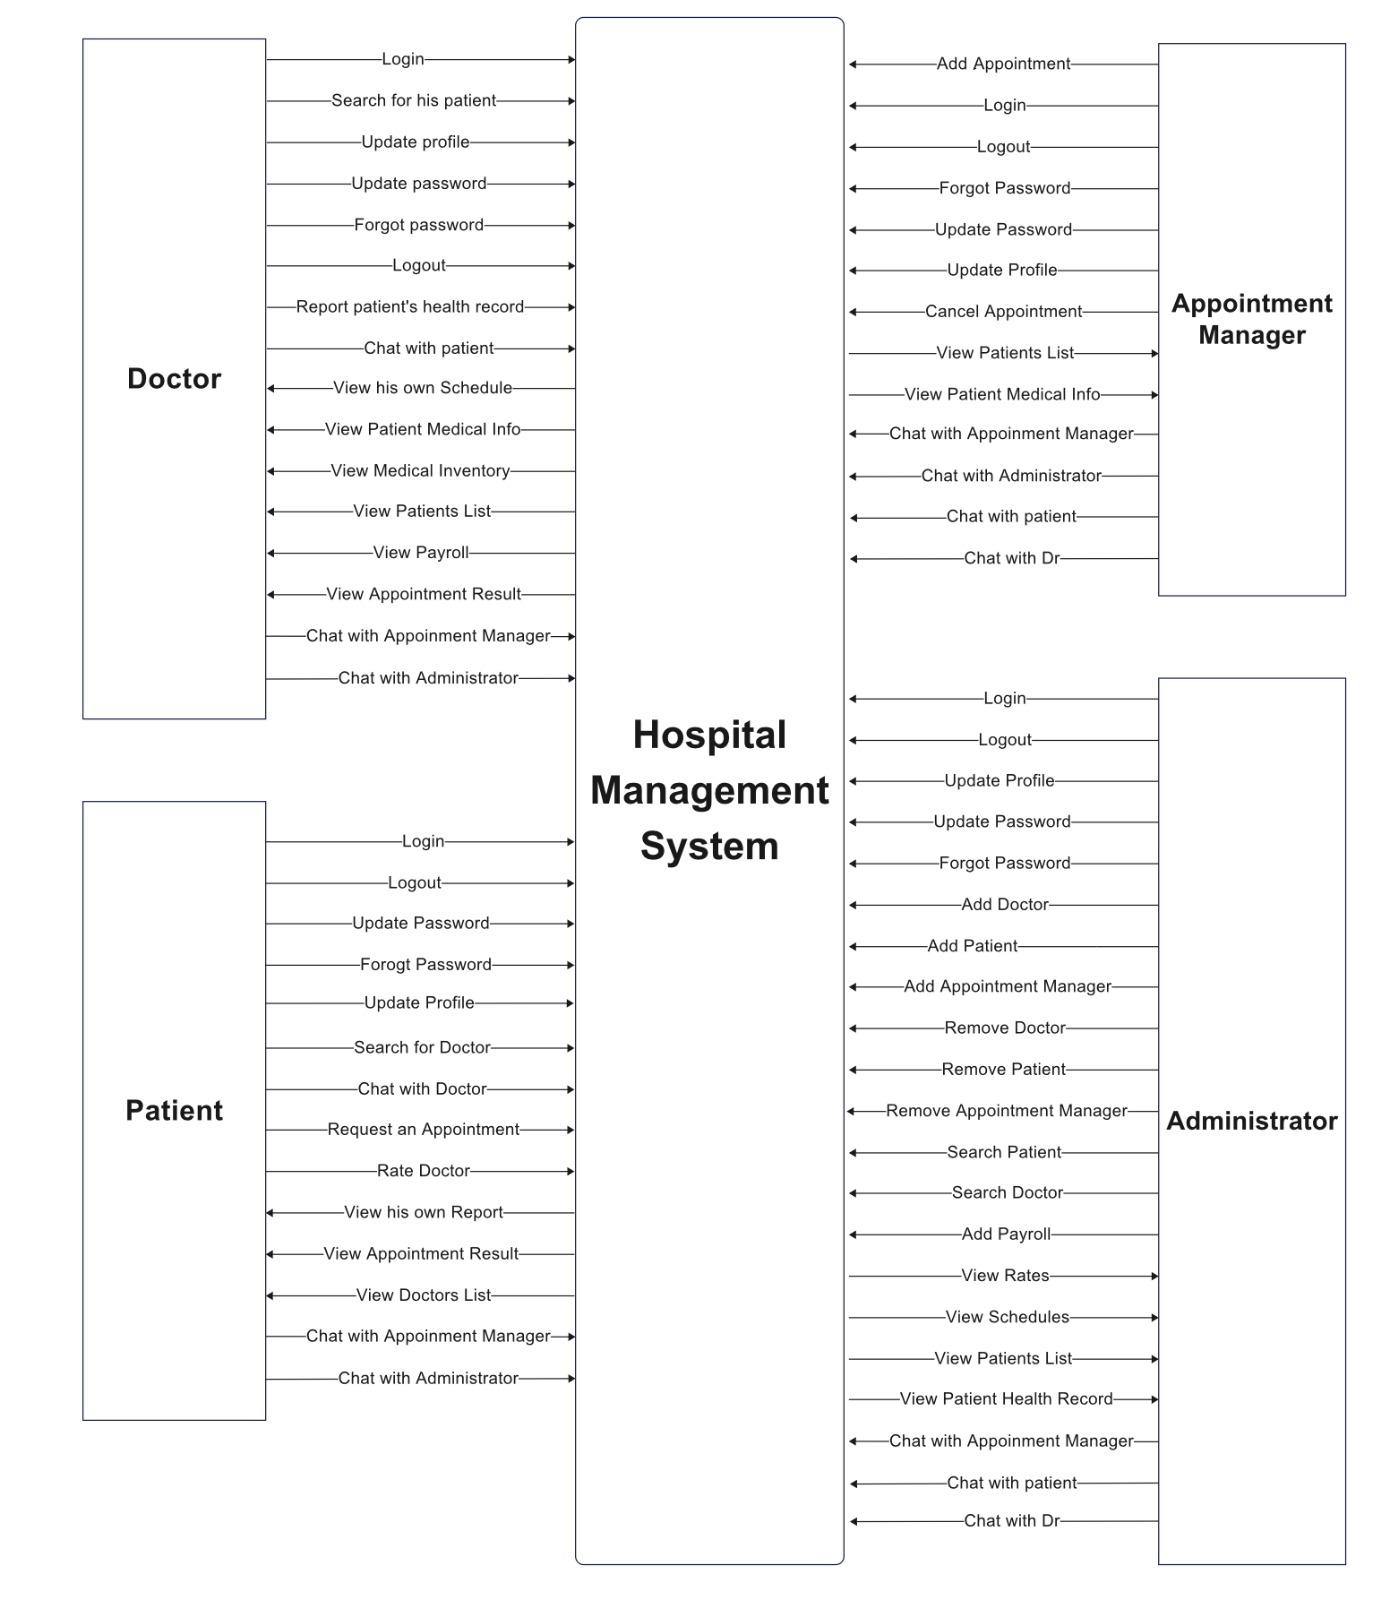 Doctor
Login
Search for his patient
Update profile
Update password
Forgot password
Logout
Report patient's health record
Chat with patient
View his own Schedule
View Patient Medical Info
View Medical Inventory
View Patients List
View Payroll
View Appointment Result
Chat with Appoinment Manager
Chat with Administrator
Patient
Login
Logout
Update Password
Forogt Password
Update Profile
Search for Doctor
Chat with Doctor
Request an Appointment
Rate Doctor
View his own Report
View Appointment Result
View Doctors List
Chat with Appoinment Manager
Chat with Administrator
Hospital
Management
System
Add Appointment
Login
Logout
Forgot Password
Update Password
Update Profile
Cancel Appointment
View Patients List
View Patient Medical Info
Chat with Appoinment Manager
Chat with Administrator
Chat with patient
Chat with Dr
Appointment
Manager
Login
Logout
Update Profile
Update Password
Forgot Password
Add Doctor
Add Patient
Add Appointment Manager
Remove Doctor
Remove Patient
Remove Appointment Manager
Search Patient
Search Doctor
Add Payroll
View Rates
View Schedules
View Patients List
View Patient Health Record
Chat with Appoinment Manager
Chat with patient
Chat with Dr
Administrator